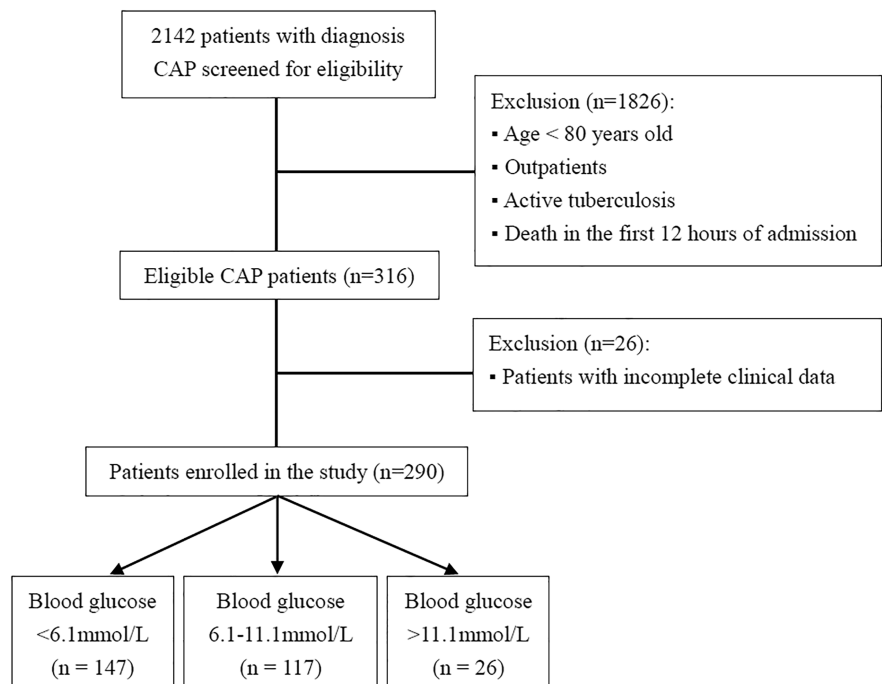 2142 patients with diagnosis
CAP screened for eligibility
Exclusion (n=1826):
▪ Age < 80 years old
▪ Outpatients
▪ Active tuberculosis
▪ Death in the first 12 hours of admission
Eligible CAP patients (n=316)
Exclusion (n=26):
▪ Patients with incomplete clinical data
Patients enrolled in the study (n=290)
Blood glucose
<6.1mmol/L
(n = 147)
Blood glucose
6.1-11.1mmol/L
(n = 117)
Blood glucose
>11.1mmol/L
(n = 26)